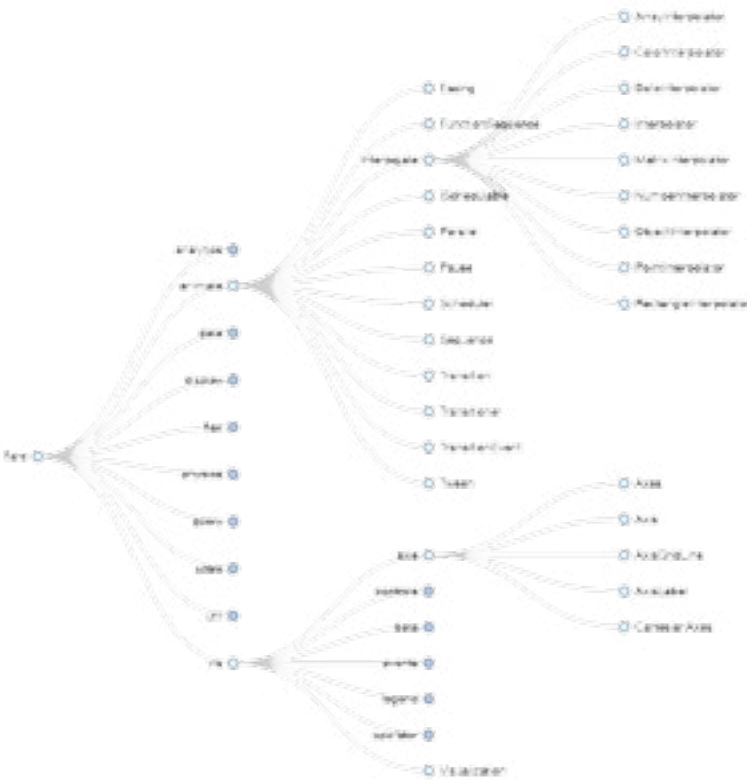 ArrayInterpolator
ColorInterpolator
Easing
DateInterpolator
FunctionSequence
Interpolator
interpolate
MatrixInterpolator
ISchedulable
NumberInterpolator
Parallel
ObjectInterpolator
analytics
Pause
PointInterpolator
animate
Scheduler
RectangleInterpolator
data
Sequence
Transition
display
Transitioner
flex
TransitionEvent
flare
physics
Tween
Axes
query
Axis
axis
AxisGridLine
scale
AxisLabel
util
data
CartesianAxes
vis
events
legend
operator
Visualization